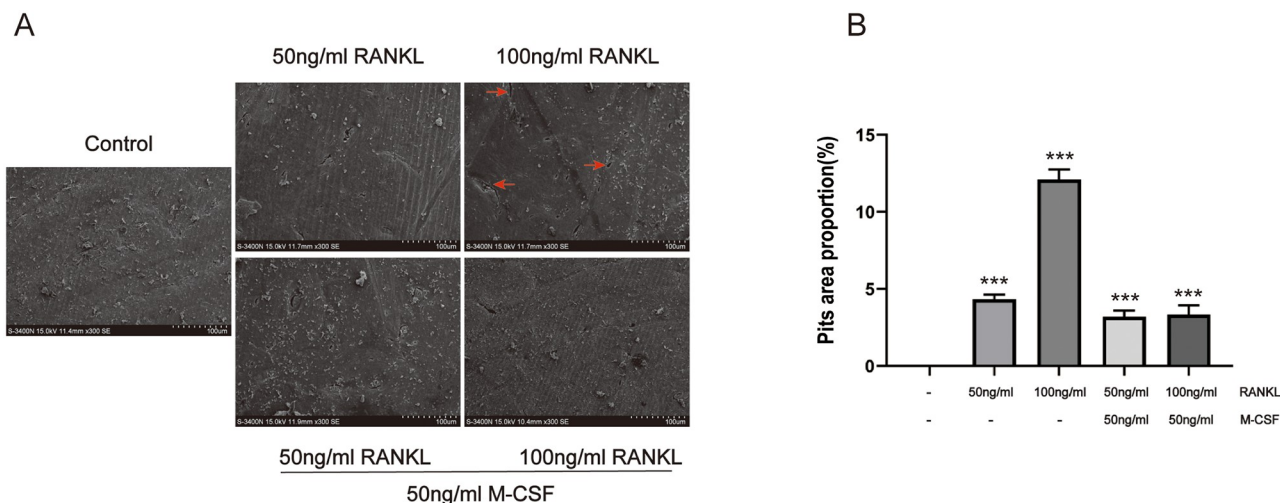 A
B
50ng/ml RANKL
100ng/ml RANKL
Control
S-3400N 15.0kV 11.4mm x300 SE
100um
S-3400N 15.0kV 11.7mm x300 SE
100um
S-3400N 15.0kV 11.7mm x300 SE
100um
S-3400N 15.0kV 11.9mm x300 SE
100um
S-3400N 15.0kV 10.4mm x300 SE
100um
50ng/ml RANKL
100ng/ml RANKL
50ng/ml M-CSF
Pits area proportion(%)
15
10
5
0
***
***
***
***
- 50ng/ml 100ng/ml 50ng/ml 100ng/ml RANKL
- - - 50ng/ml 50ng/ml M-CSF